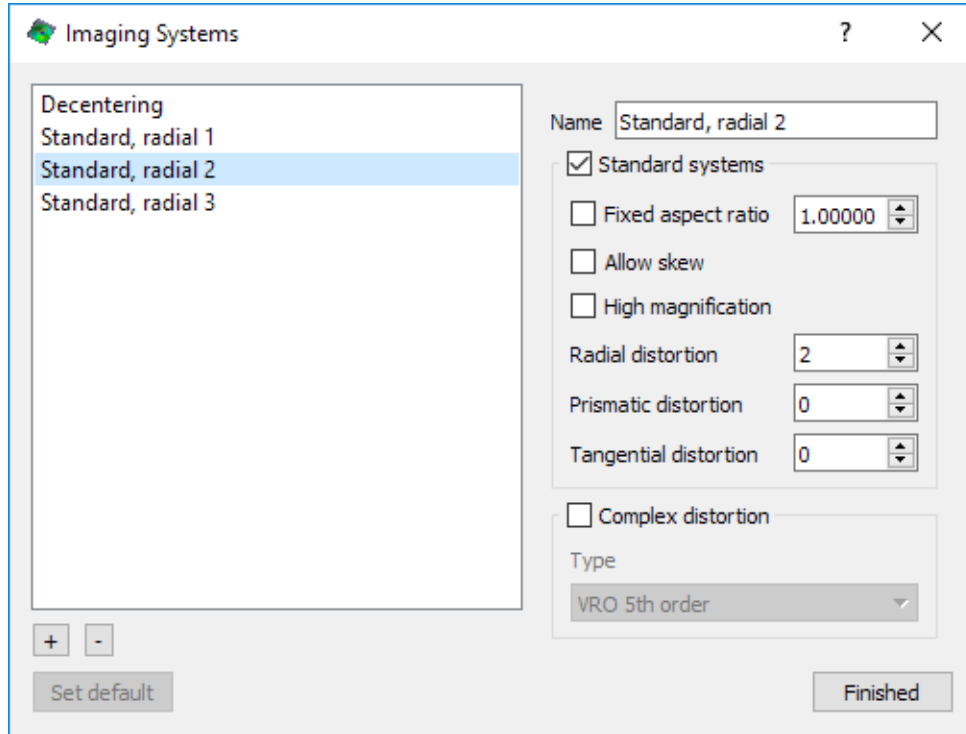 Imaging Systems
?
Decentering
Standard, radial 1
Standard, radial 2
Standard, radial 3
+ -
Set default
Name Standard, radial 2
Standard systems
Fixed aspect ratio 1.00000
Allow skew
High magnification
Radial distortion 2
Prismatic distortion 0
Tangential distortion 0
Complex distortion
Type
VRO 5th order
Finished